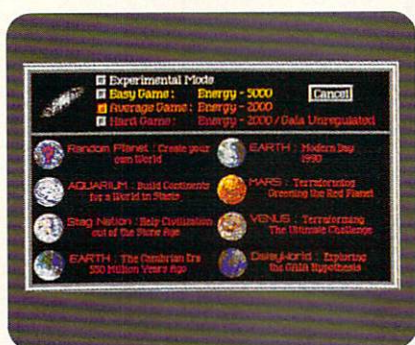 Experimental Mode
Easy Game: Energy - 5000
Cancel
Average Game: Energy - 2000
Hard Game: Energy - 2000 / Gaia Unregulated
Random Planet: Create your
own World
EARTH: Modern Day
1990
AQUARIUM: Build Continents
for a World in Stasis
MARS: Terraforming
Greening the Red Planet
Stag Nation: Help Civilization
out of the Stone Age
VENUS: Terraforming
The Ultimate Challenge
EARTH: The Cambrian Era
550 Million Years Ago
DaisyWorld: Exploring
the GAIA Hypothesis